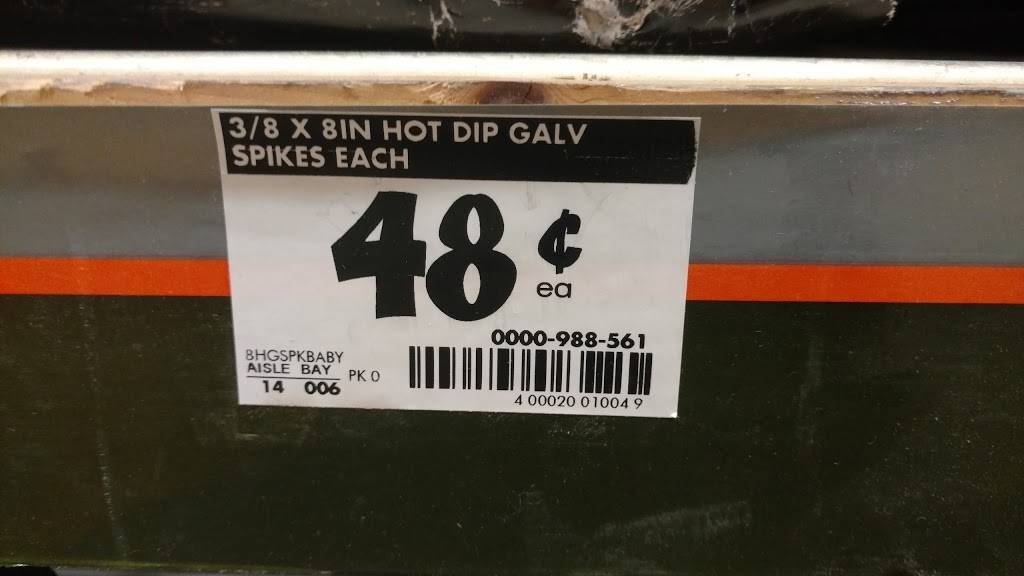 3/8 X 8IN HOT DIP GALV
SPIKES EACH
48 ¢
ea
0000-988-561
8HGSPKBABY
AISLE BAY
14 006
PK 0
4 00020 01004 9